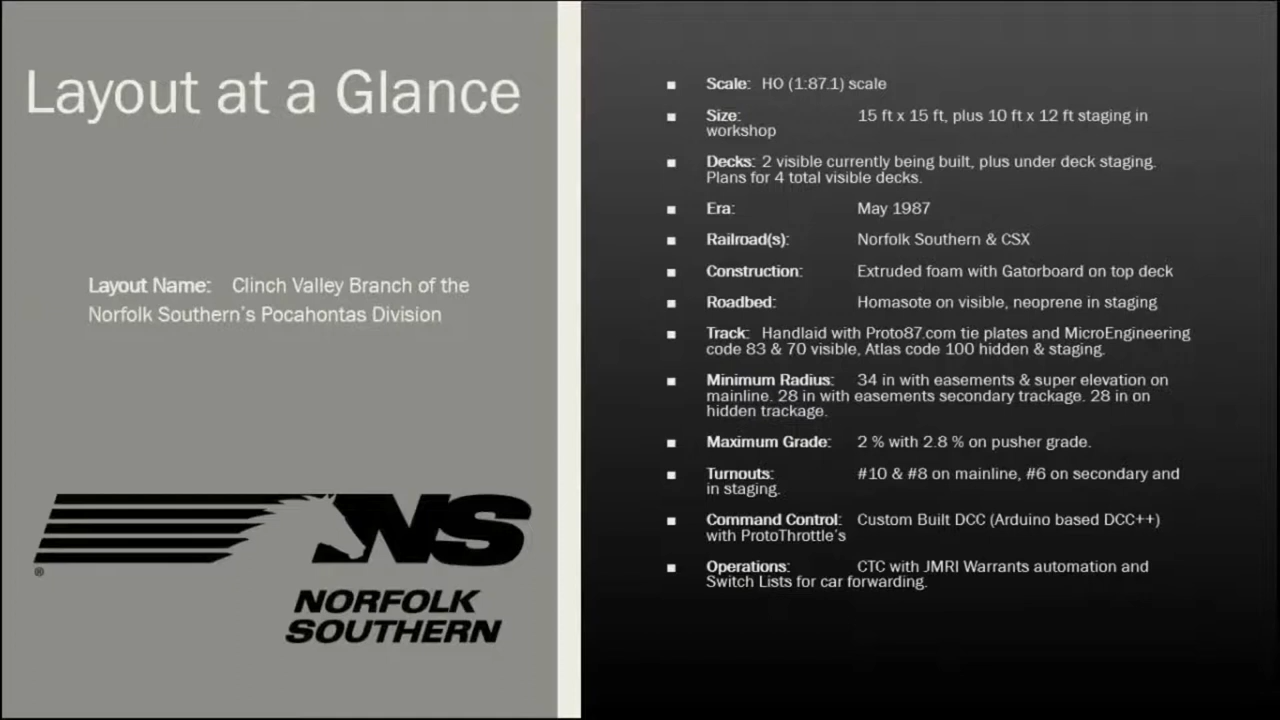 Layout at a Glance
Layout Name: Clinch Valley Branch of the
Norfolk Southern's Pocahontas Division
®
NS
NORFOLK
SOUTHERN
■ Scale: HO (1:87.1) scale
■ Size: 15 ft x 15 ft, plus 10 ft x 12 ft staging in
workshop
■ Decks: 2 visible currently being built, plus under deck staging.
Plans for 4 total visible decks.
■ Era: May 1987
■ Railroad(s): Norfolk Southern & CSX
■ Construction: Extruded foam with Gatorboard on top deck
■ Roadbed: Homasote on visible, neoprene in staging
■ Track: Handlaid with Proto87.com tie plates and MicroEngineering
code 83 & 70 visible, Atlas code 100 hidden & staging.
■ Minimum Radius: 34 in with easements & super elevation on
mainline. 28 in with easements secondary trackage. 28 in on
hidden trackage.
■ Maximum Grade: 2 % with 2.8 % on pusher grade.
■ Turnouts: #10 & #8 on mainline, #6 on secondary and
in staging.
■ Command Control: Custom Built DCC (Arduino based DCC++)
with ProtoThrottle's
■ Operations: CTC with JMRI Warrants automation and
Switch Lists for car forwarding.